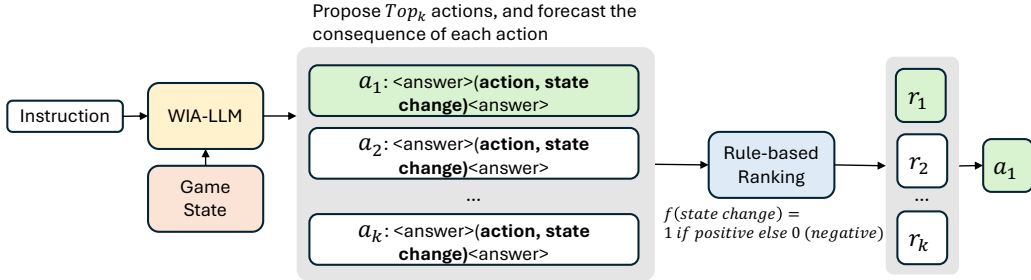 Propose Top_k actions, and forecast the
consequence of each action
Instruction
WIA-LLM
Game
State
a_1: <answer>(action, state
change)<answer>
a_2: <answer>(action, state
change)<answer>
...
a_k: <answer>(action, state
change)<answer>
Rule-based
Ranking
f(state change) =
1 if positive else 0 (negative)
r_1
r_2
...
r_k
a_1